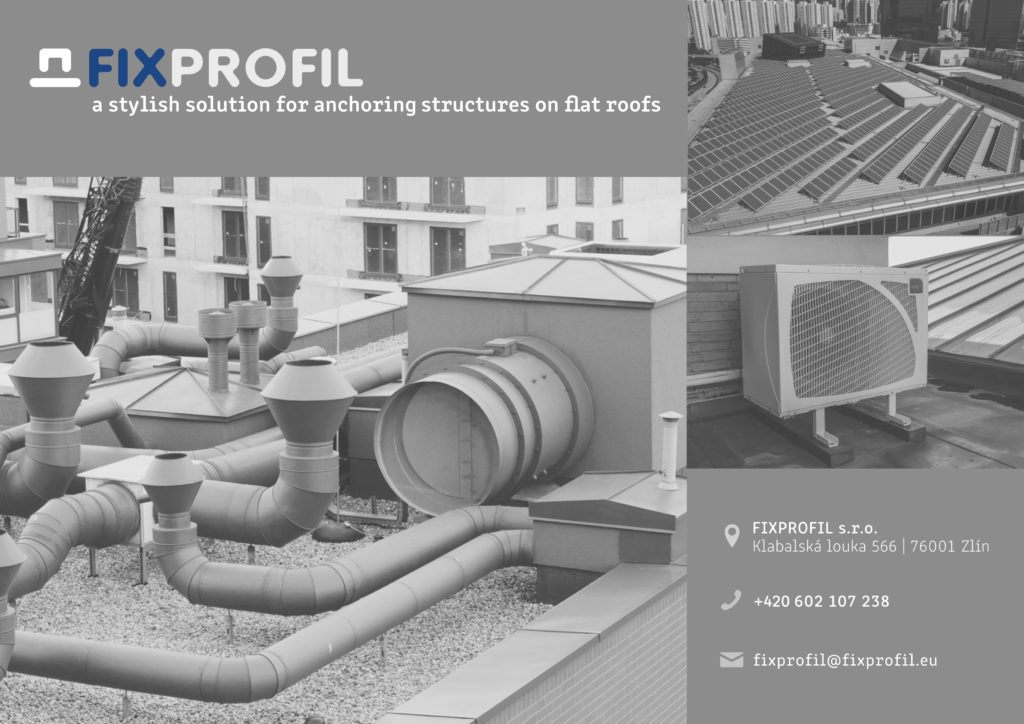 FIXPROFIL
a stylish solution for anchoring structures on flat roofs
FIXPROFIL s.r.o.
Klabalská louka 566 | 76001 Zlín
+420 602 107 238
fixprofil@fixprofil.eu